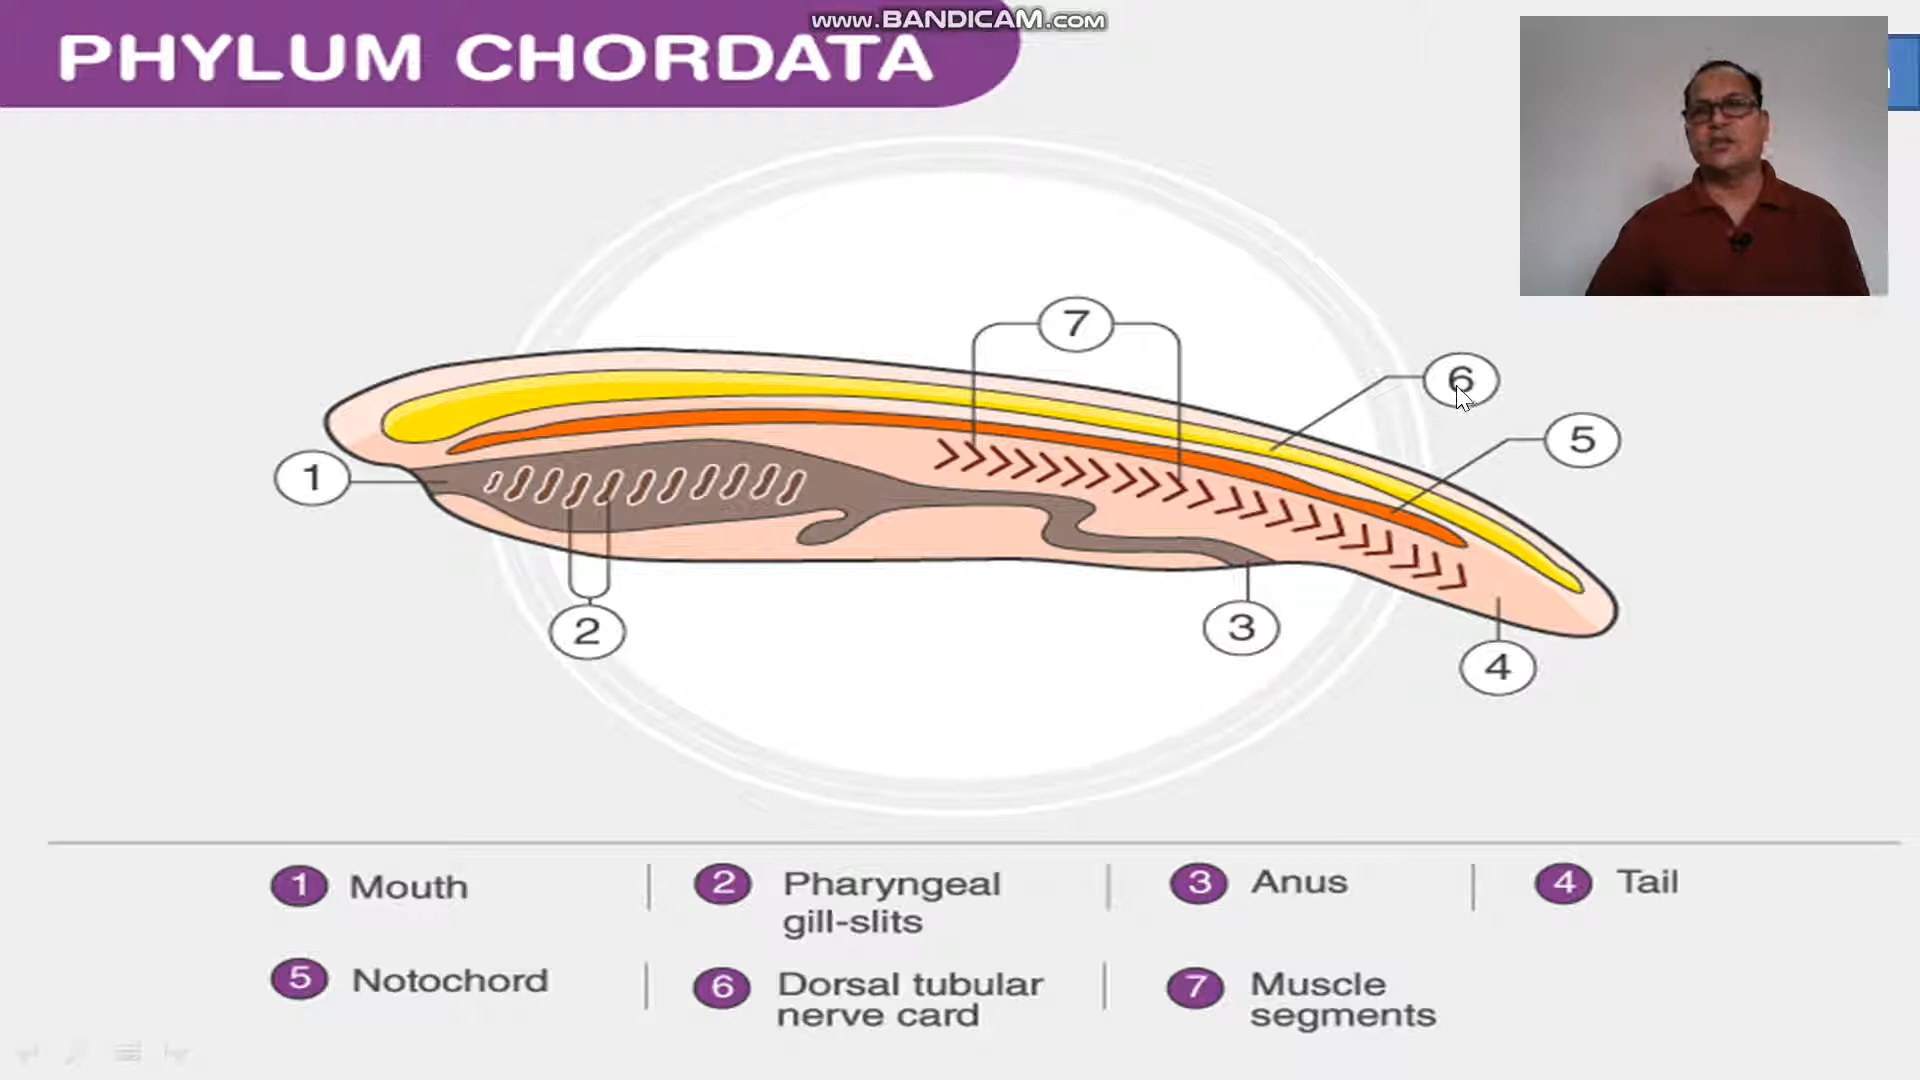 www.BANDICAM.com
PHYLUM CHORDATA
7
6
5
1
2
3
4
1 Mouth
2 Pharyngeal
gill-slits
3 Anus
4 Tail
5 Notochord
6 Dorsal tubular
nerve card
7 Muscle
segments